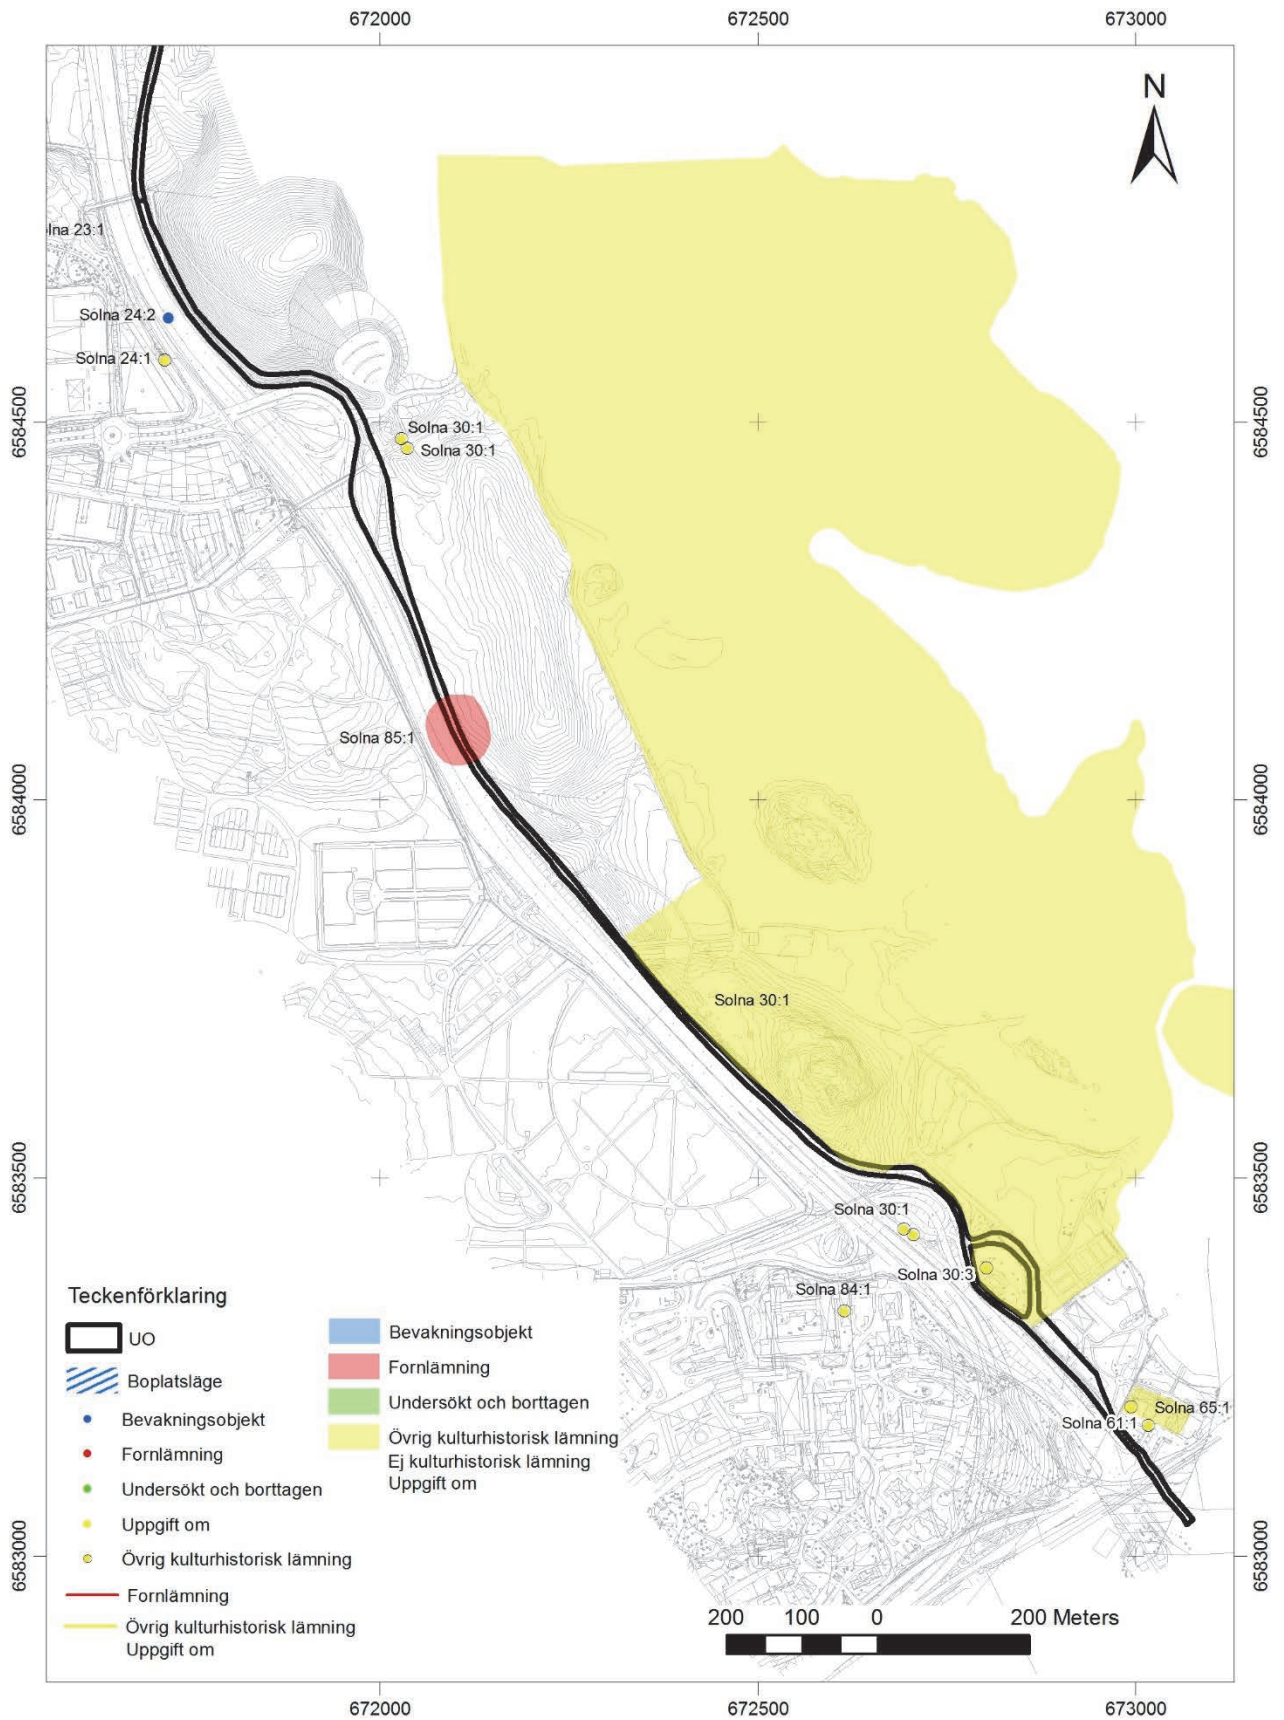 672000
672500
673000
N
lna 23:1
Solna 24:2
Solna 24:1
6584500
6584500
Solna 30:1
Solna 30:1
Solna 85:1
6584000
6584000
Solna 30:1
6583500
6583500
Solna 30:1
Solna 30:3
Solna 84:1
Solna 65:1
Solna 61:1
6583000
6583000
Teckenförklaring
UO
Boplatsläge
Bevakningsobjekt
Fornlämning
Undersökt och borttagen
Uppgift om
Övrig kulturhistorisk lämning
Fornlämning
Övrig kulturhistorisk lämning
Uppgift om
Bevakningsobjekt
Fornlämning
Undersökt och borttagen
Övrig kulturhistorisk lämning
Ej kulturhistorisk lämning
Uppgift om
200 100 0 200 Meters
672000
672500
673000